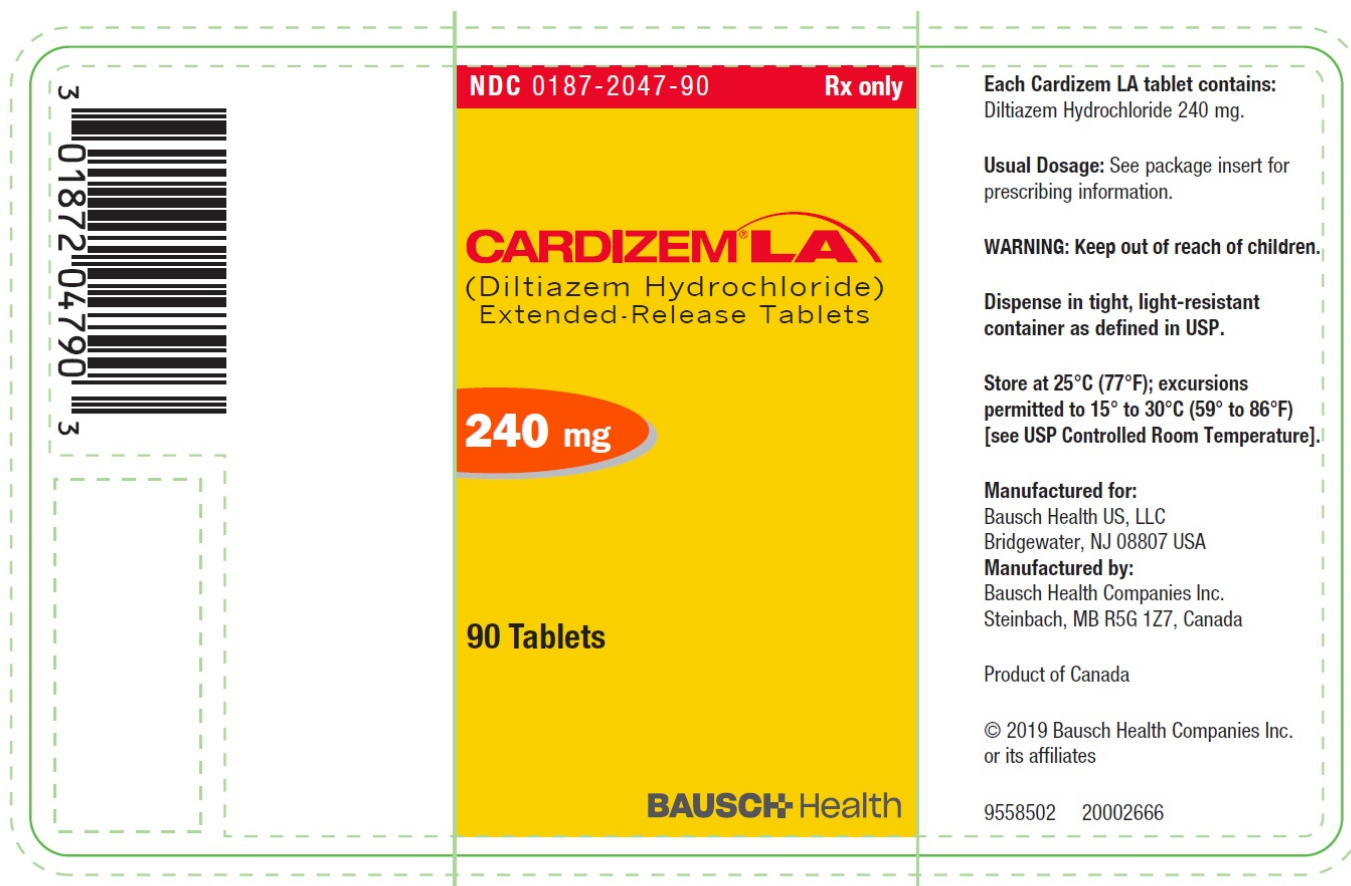 3 01872 04790 3
NDC 0187-2047-90 Rx only
CARDIZEM® LA
(Diltiazem Hydrochloride)
Extended-Release Tablets
240 mg
90 Tablets
BAUSCH+Health
Each Cardizem LA tablet contains:
Diltiazem Hydrochloride 240 mg.
Usual Dosage: See package insert for
prescribing information.
WARNING: Keep out of reach of children.
Dispense in tight, light-resistant
container as defined in USP.
Store at 25°C (77°F); excursions
permitted to 15° to 30°C (59° to 86°F)
[see USP Controlled Room Temperature].
Manufactured for:
Bausch Health US, LLC
Bridgewater, NJ 08807 USA
Manufactured by:
Bausch Health Companies Inc.
Steinbach, MB R5G 1Z7, Canada
Product of Canada
© 2019 Bausch Health Companies Inc.
or its affiliates
9558502 20002666